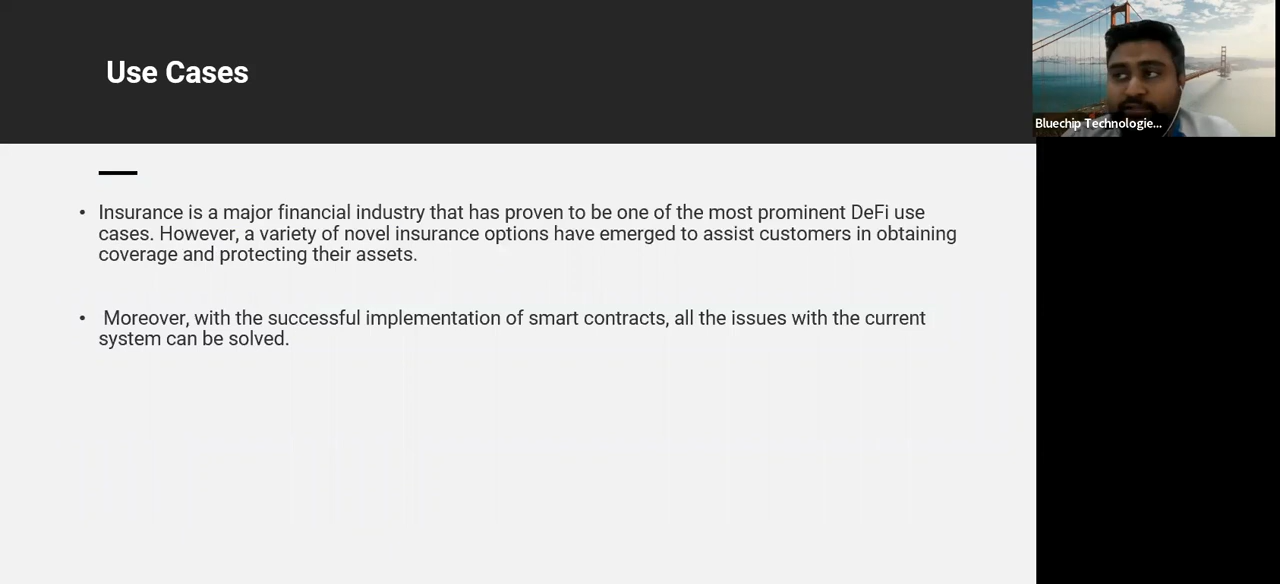 Use Cases
Bluechip Technologie...
• Insurance is a major financial industry that has proven to be one of the most prominent DeFi use
cases. However, a variety of novel insurance options have emerged to assist customers in obtaining
coverage and protecting their assets.
• Moreover, with the successful implementation of smart contracts, all the issues with the current
system can be solved.